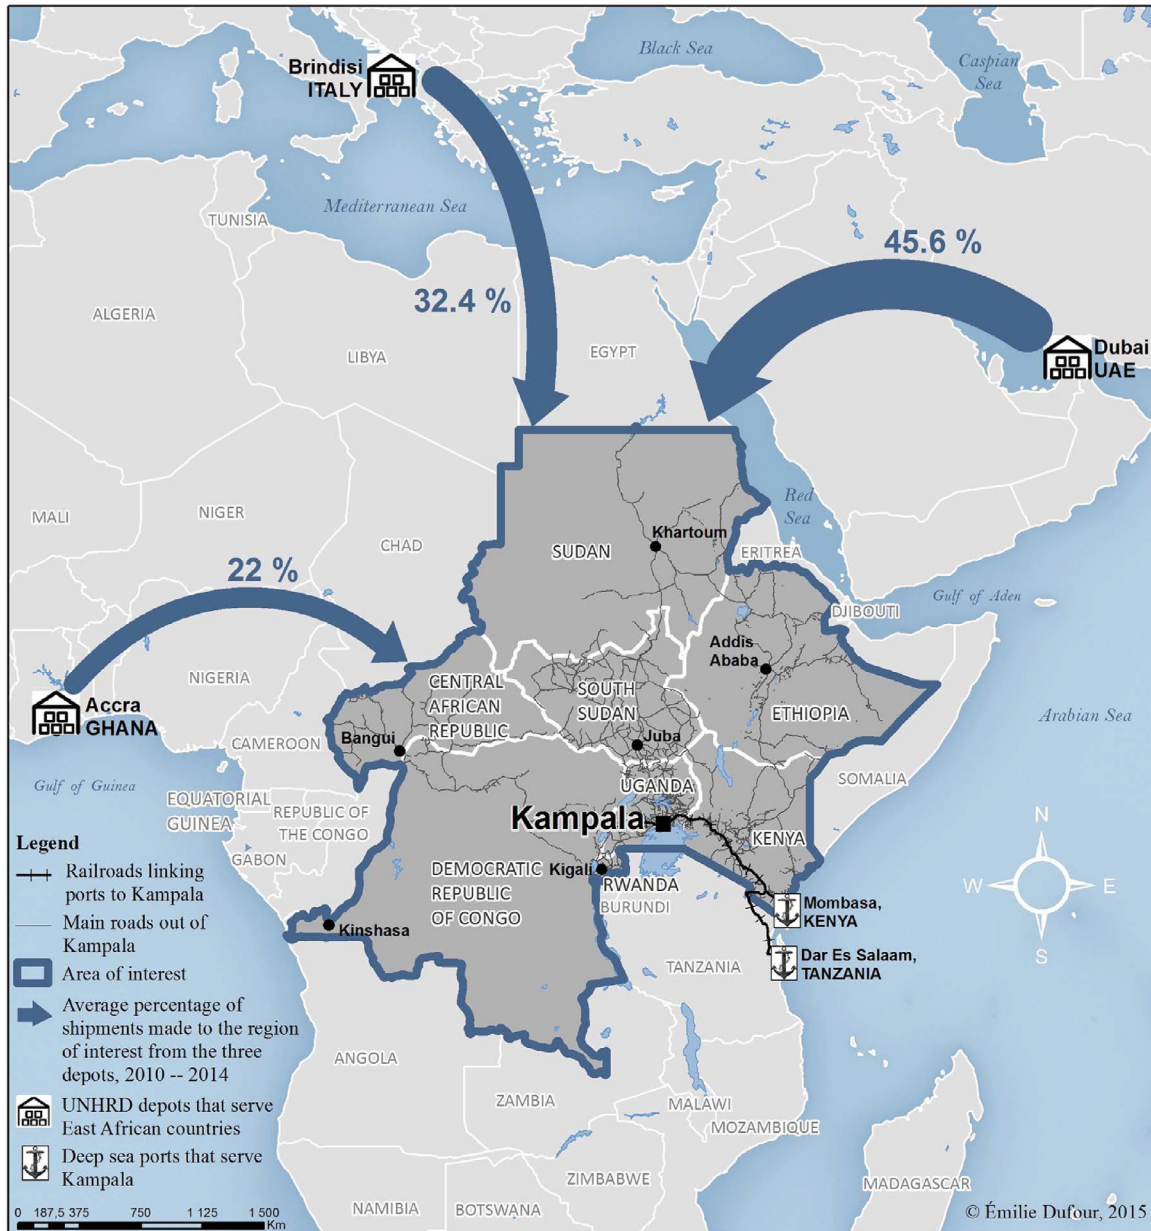 Black Sea
Caspian
Sea
Brindisi
ITALY
Mediterranean Sea
TUNISIA
45.6 %
32.4 %
ALGERIA
LIBYA
EGYPT
Dubai
UAE
Red
Sea
MALI
NIGER
CHAD
SUDAN
Khartoum
ERITREA
22 %
Gulf of Aden
DJIBOUTI
Addis
Ababa
NIGERIA
CENTRAL
AFRICAN
REPUBLIC
SOUTH
SUDAN
ETHIOPIA
Accra
GHANA
Arabian Sea
CAMEROON
Bangui
Juba
SOMALIA
Gulf of Guinea
UGANDA
EQUATORIAL
GUINEA
REPUBLIC OF
THE CONGO
Kampala
KENYA
GABON
DEMOCRATIC
REPUBLIC
OF CONGO
Kigali
RWANDA
BURUNDI
N
W
E
S
Kinshasa
Mombasa,
KENYA
TANZANIA
Dar Es Salaam,
TANZANIA
ANGOLA
ZAMBIA
MALAWI
MOZAMBIQUE
ZIMBABWE
MADAGASCAR
NAMIBIA
BOTSWANA
Legend
Railroads linking
ports to Kampala
Main roads out of
Kampala
Area of interest
Average percentage of
shipments made to the region
of interest from the three
depots, 2010 -- 2014
UNHRD depots that serve
East African countries
Deep sea ports that serve
Kampala
0 187,5 375 750 1 125 1 500
Km
© Émilie Dufour, 2015